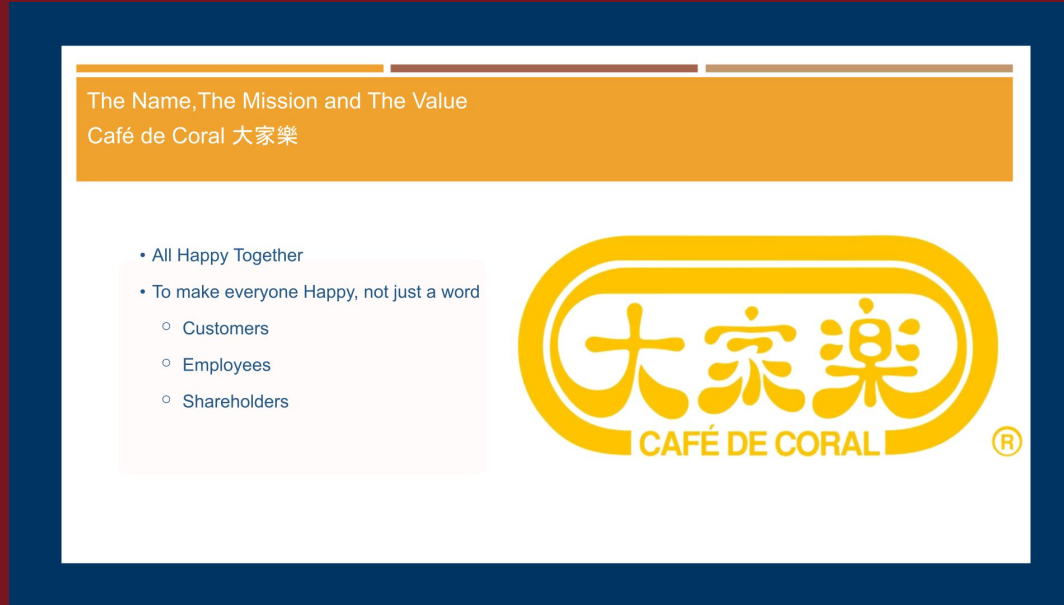 The Name,The Mission and The Value
Café de Coral 大家樂
• All Happy Together
• To make everyone Happy, not just a word
○ Customers
○ Employees
○ Shareholders
大家樂
CAFÉ DE CORAL
®